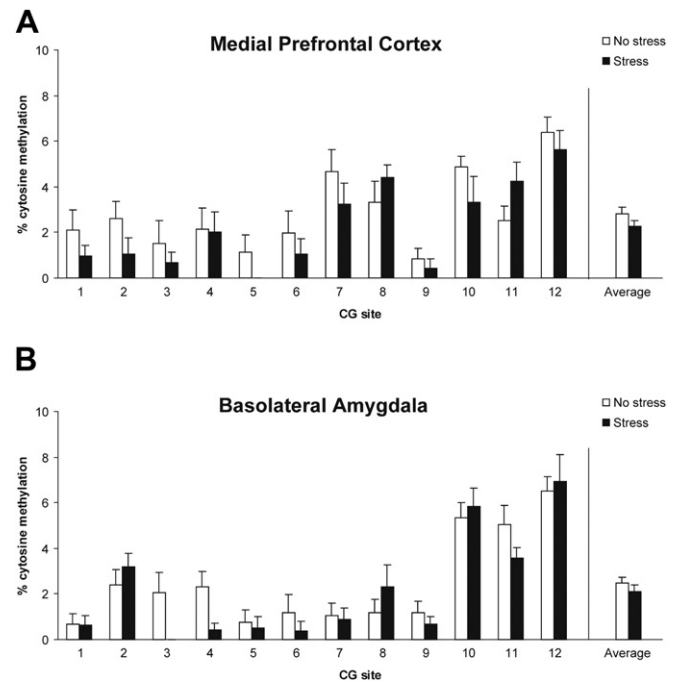 A
Medial Prefrontal Cortex
No stress
Stress
% cytosine methylation
10
8
6
4
2
0
1 2 3 4 5 6 7 8 9 10 11 12 Average
CG site
B
Basolateral Amygdala
No stress
Stress
% cytosine methylation
10
8
6
4
2
0
1 2 3 4 5 6 7 8 9 10 11 12 Average
CG site